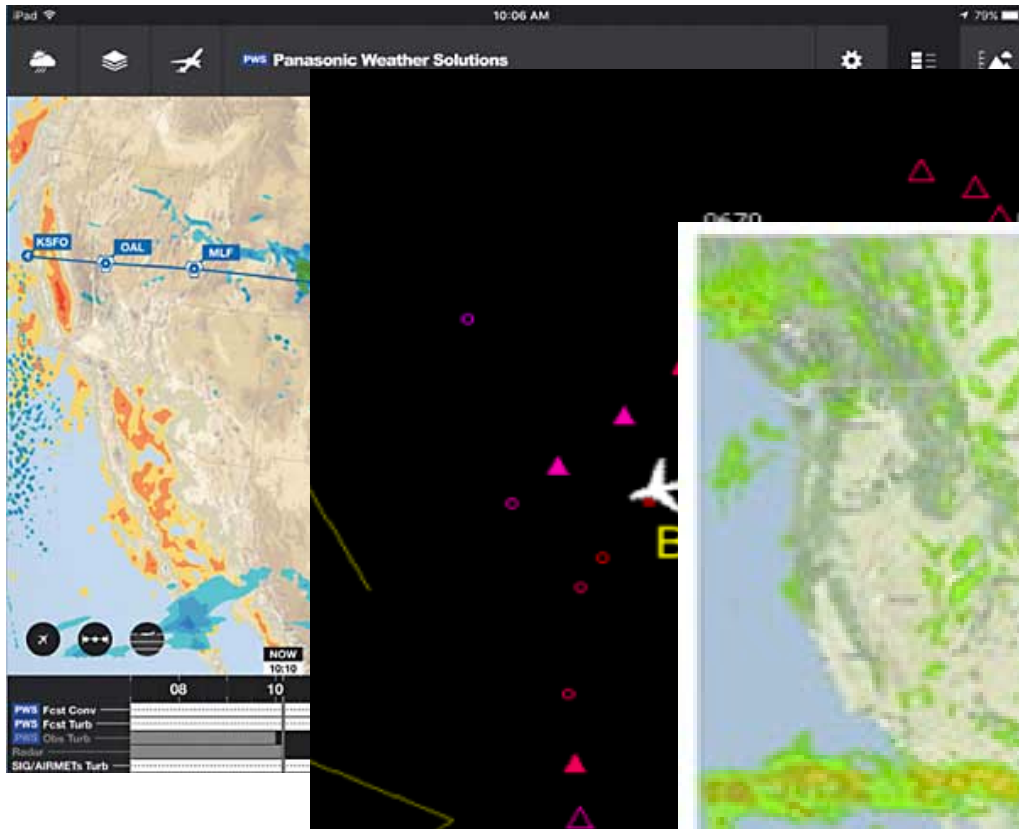 iPad 10:06 AM 79%
PWS Panasonic Weather Solutions
KSFO
OAL
MLF
NOW
10:10
08 10
PWS Fcst Conv
PWS Fcst Turb
PWS Obs Turb
Radar
SIG/AIRMETs Turb